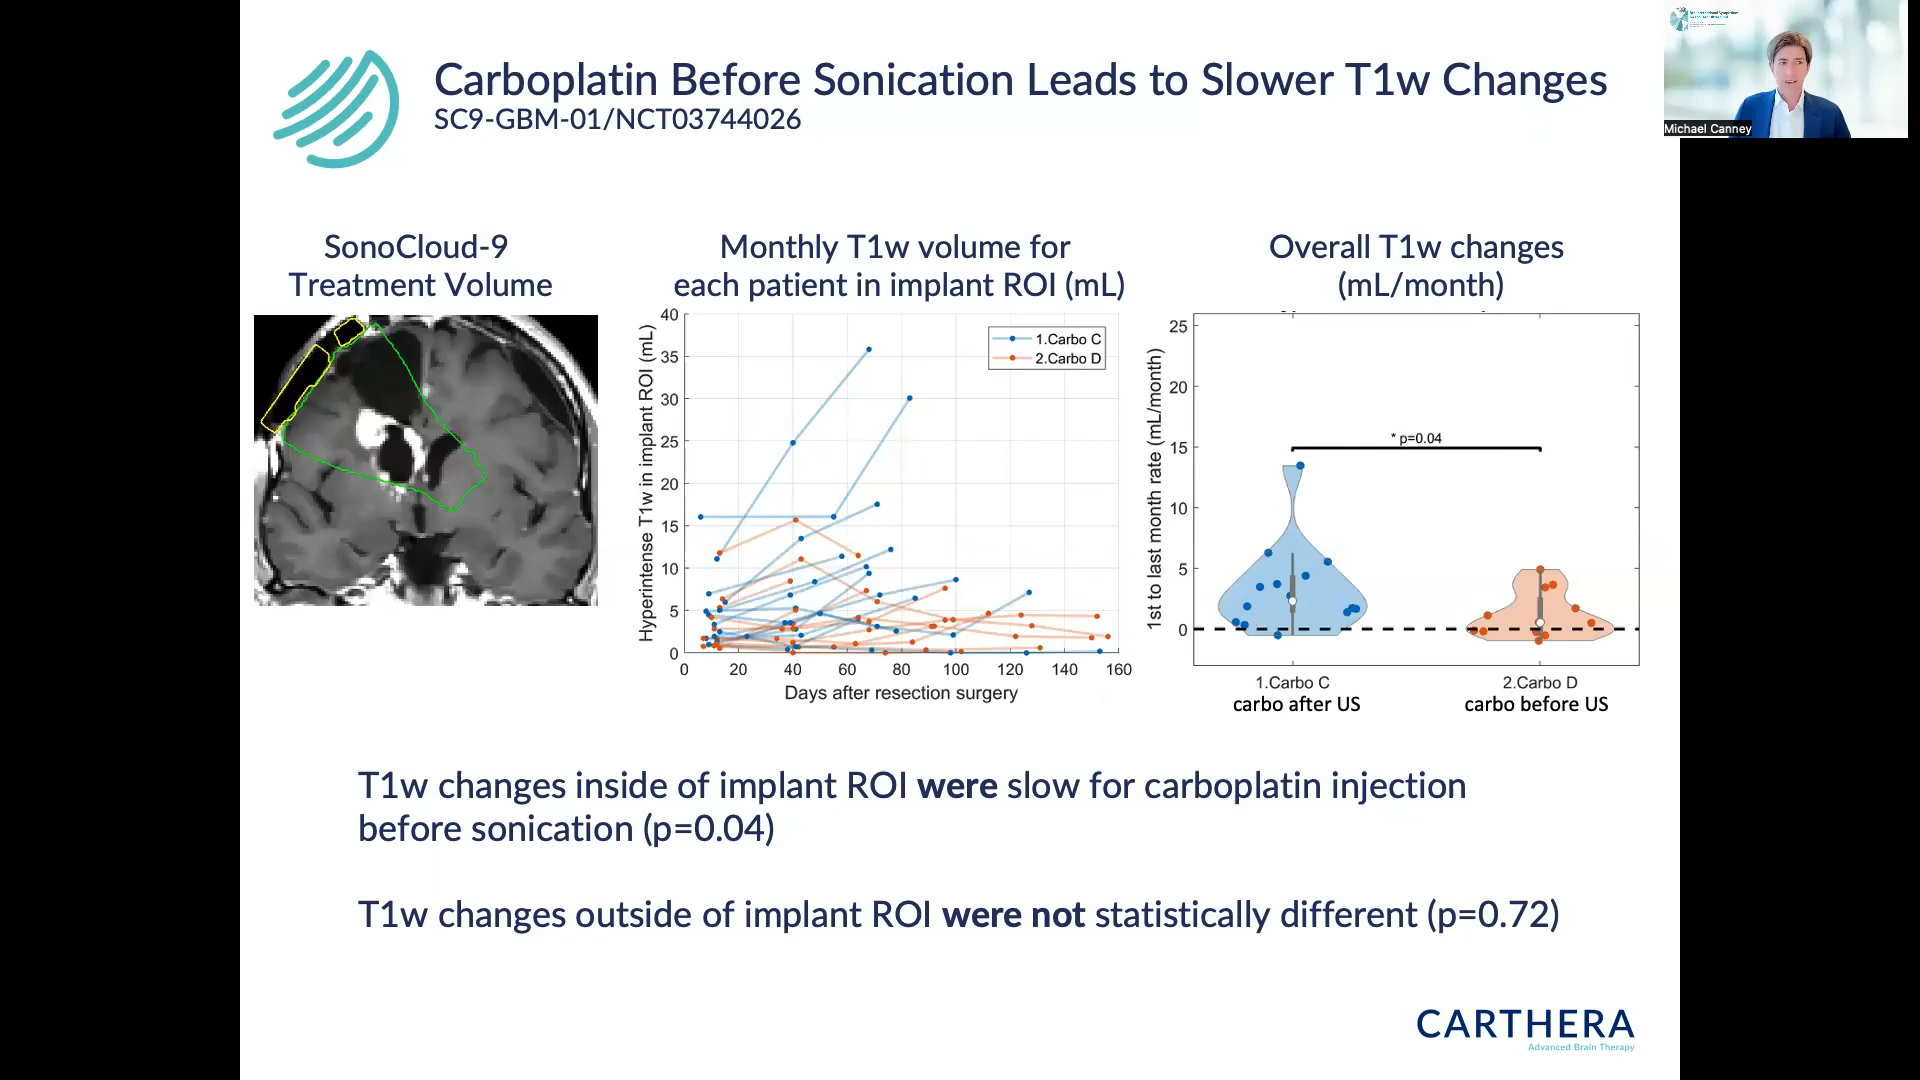 Carboplatin Before Sonication Leads to Slower T1w Changes
SC9-GBM-01/NCT03744026
Michael Canney
SonoCloud-9
Treatment Volume
Monthly T1w volume for
each patient in implant ROI (mL)
Hyperintense T1w in implant ROI (mL)
40
35
30
25
20
15
10
5
0
1.Carbo C
2.Carbo D
0 20 40 60 80 100 120 140 160
Days after resection surgery
Overall T1w changes
(mL/month)
1st to last month rate (mL/month)
25
20
15
10
5
0
* p=0.04
1.Carbo C
carbo after US
2.Carbo D
carbo before US
T1w changes inside of implant ROI were slow for carboplatin injection
before sonication (p=0.04)
T1w changes outside of implant ROI were not statistically different (p=0.72)
CARTHERA
Advanced Brain Therapy